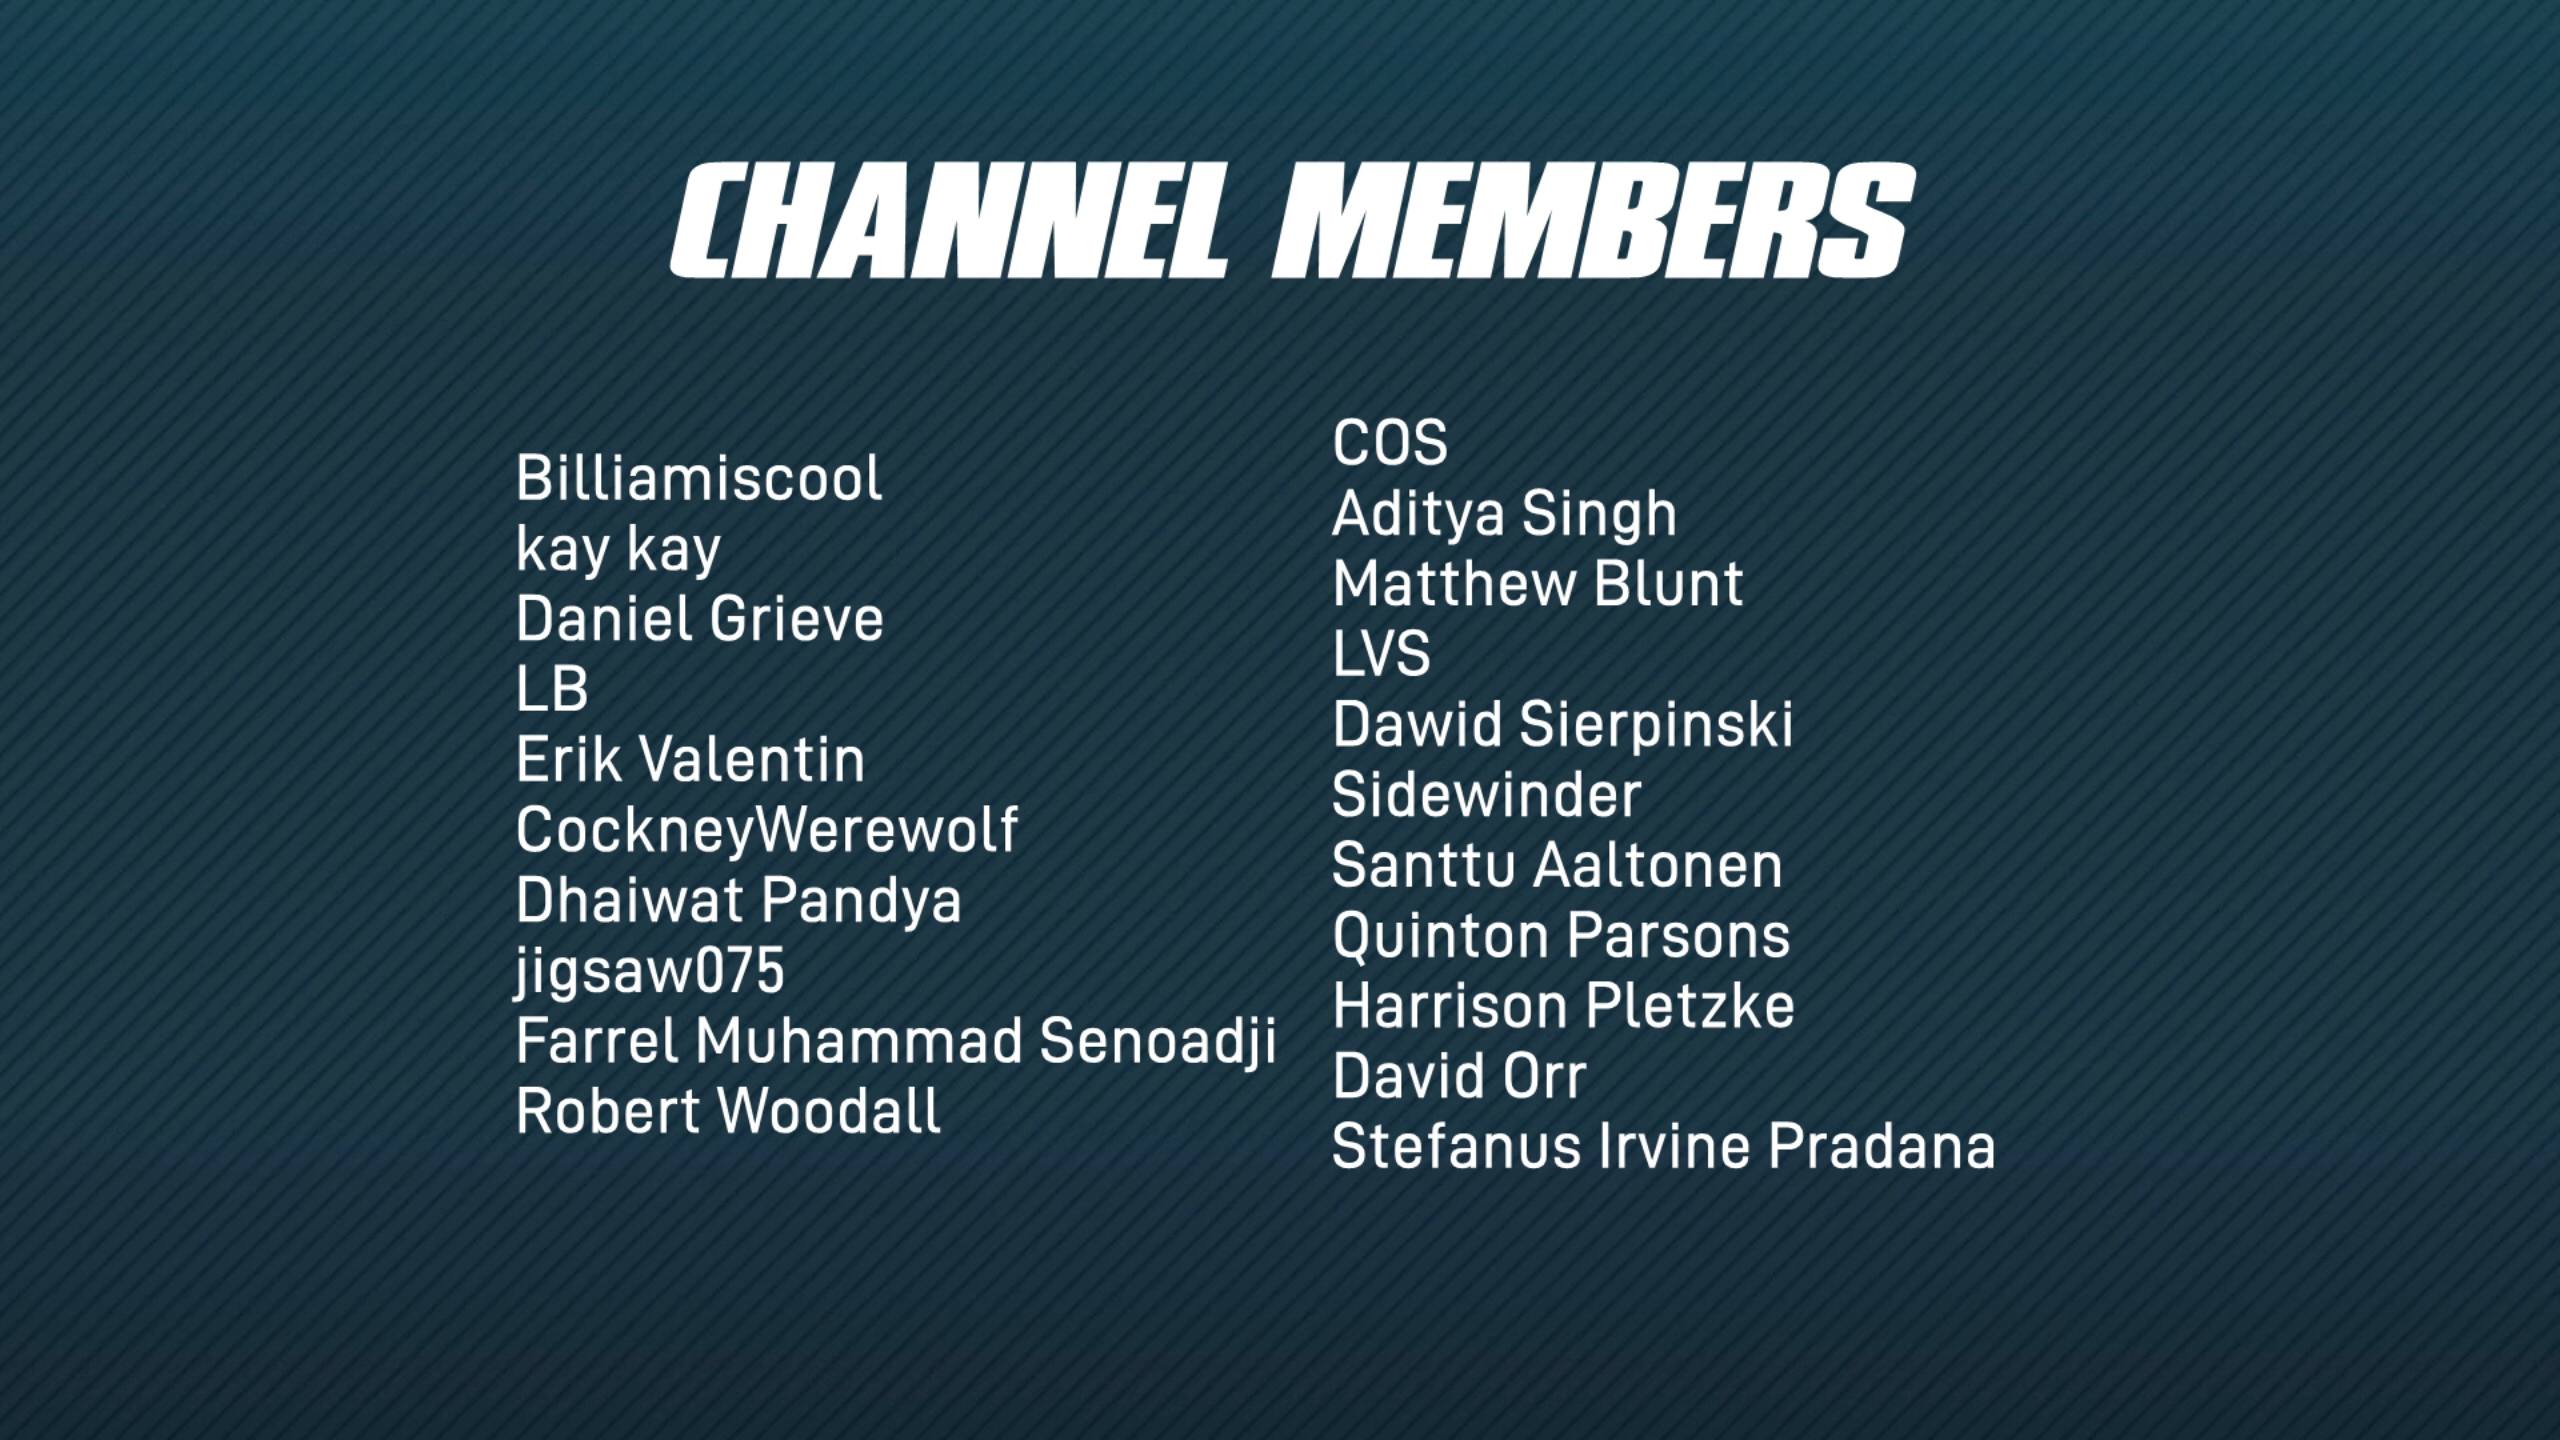 CHANNEL MEMBERS
Billiamiscool
kay kay
Daniel Grieve
LB
Erik Valentin
CockneyWerewolf
Dhaiwat Pandya
jigsaw075
Farrel Muhammad Senoadji
Robert Woodall
COS
Aditya Singh
Matthew Blunt
LVS
Dawid Sierpinski
Sidewinder
Santtu Aaltonen
Quinton Parsons
Harrison Pletzke
David Orr
Stefanus Irvine Pradana